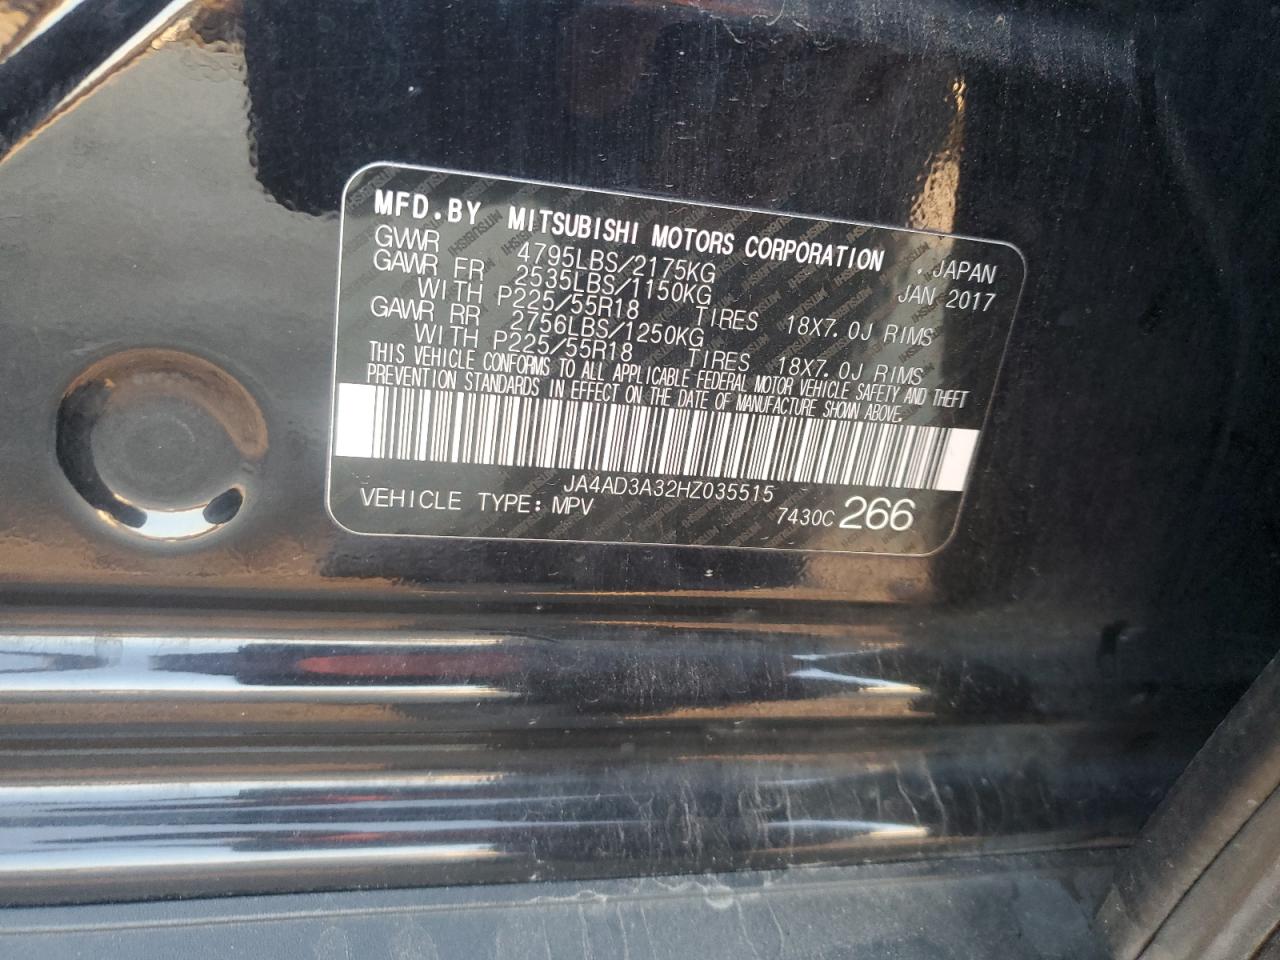 MFD.BY MITSUBISHI MOTORS CORPORATION , JAPAN
GVWR 4795LBS/2175KG JAN 2017
GAWR FR 2535LBS/1150KG
WITH P225/55R18 TIRES 18X7.0J RIMS
GAWR RR 2756LBS/1250KG
WITH P225/55R18 TIRES 18X7.0J RIMS
THIS VEHICLE CONFORMS TO ALL APPLICABLE FEDERAL MOTOR VEHICLE SAFETY AND THEFT
PREVENTION STANDARDS IN EFFECT ON THE DATE OF MANUFACTURE SHOWN ABOVE.
JA4AD3A32HZ035515
VEHICLE TYPE: MPV 7430C 266